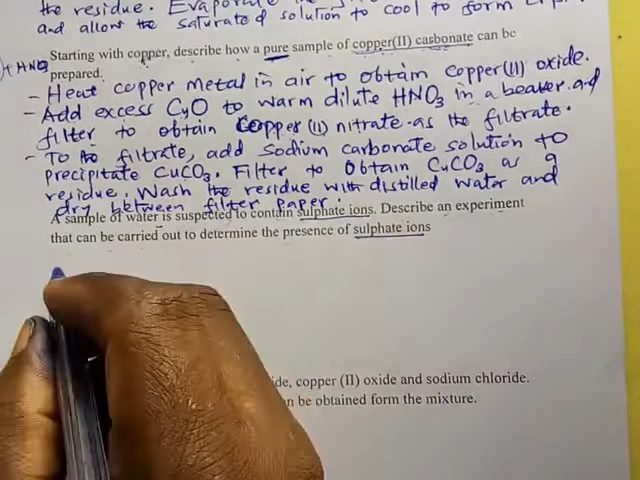 the residue. Evaporate the
and allow the saturated solution to cool to form
+ HNO3
Starting with copper, describe how a pure sample of copper(II) carbonate can be
prepared.
- Heat copper metal in air to obtain copper(II) oxide.
- Add excess CuO to warm dilute HNO3 in a beaker and
filter to obtain Copper (II) nitrate as the filtrate.
- To the filtrate, add Sodium carbonate solution to
precipitate CuCO3. Filter to obtain CuCO3 as a
residue. Wash the residue with distilled water and
dry between filter paper.
A sample of water is suspected to contain sulphate ions. Describe an experiment
that can be carried out to determine the presence of sulphate ions
ide, copper (II) oxide and sodium chloride.
n be obtained form the mixture.